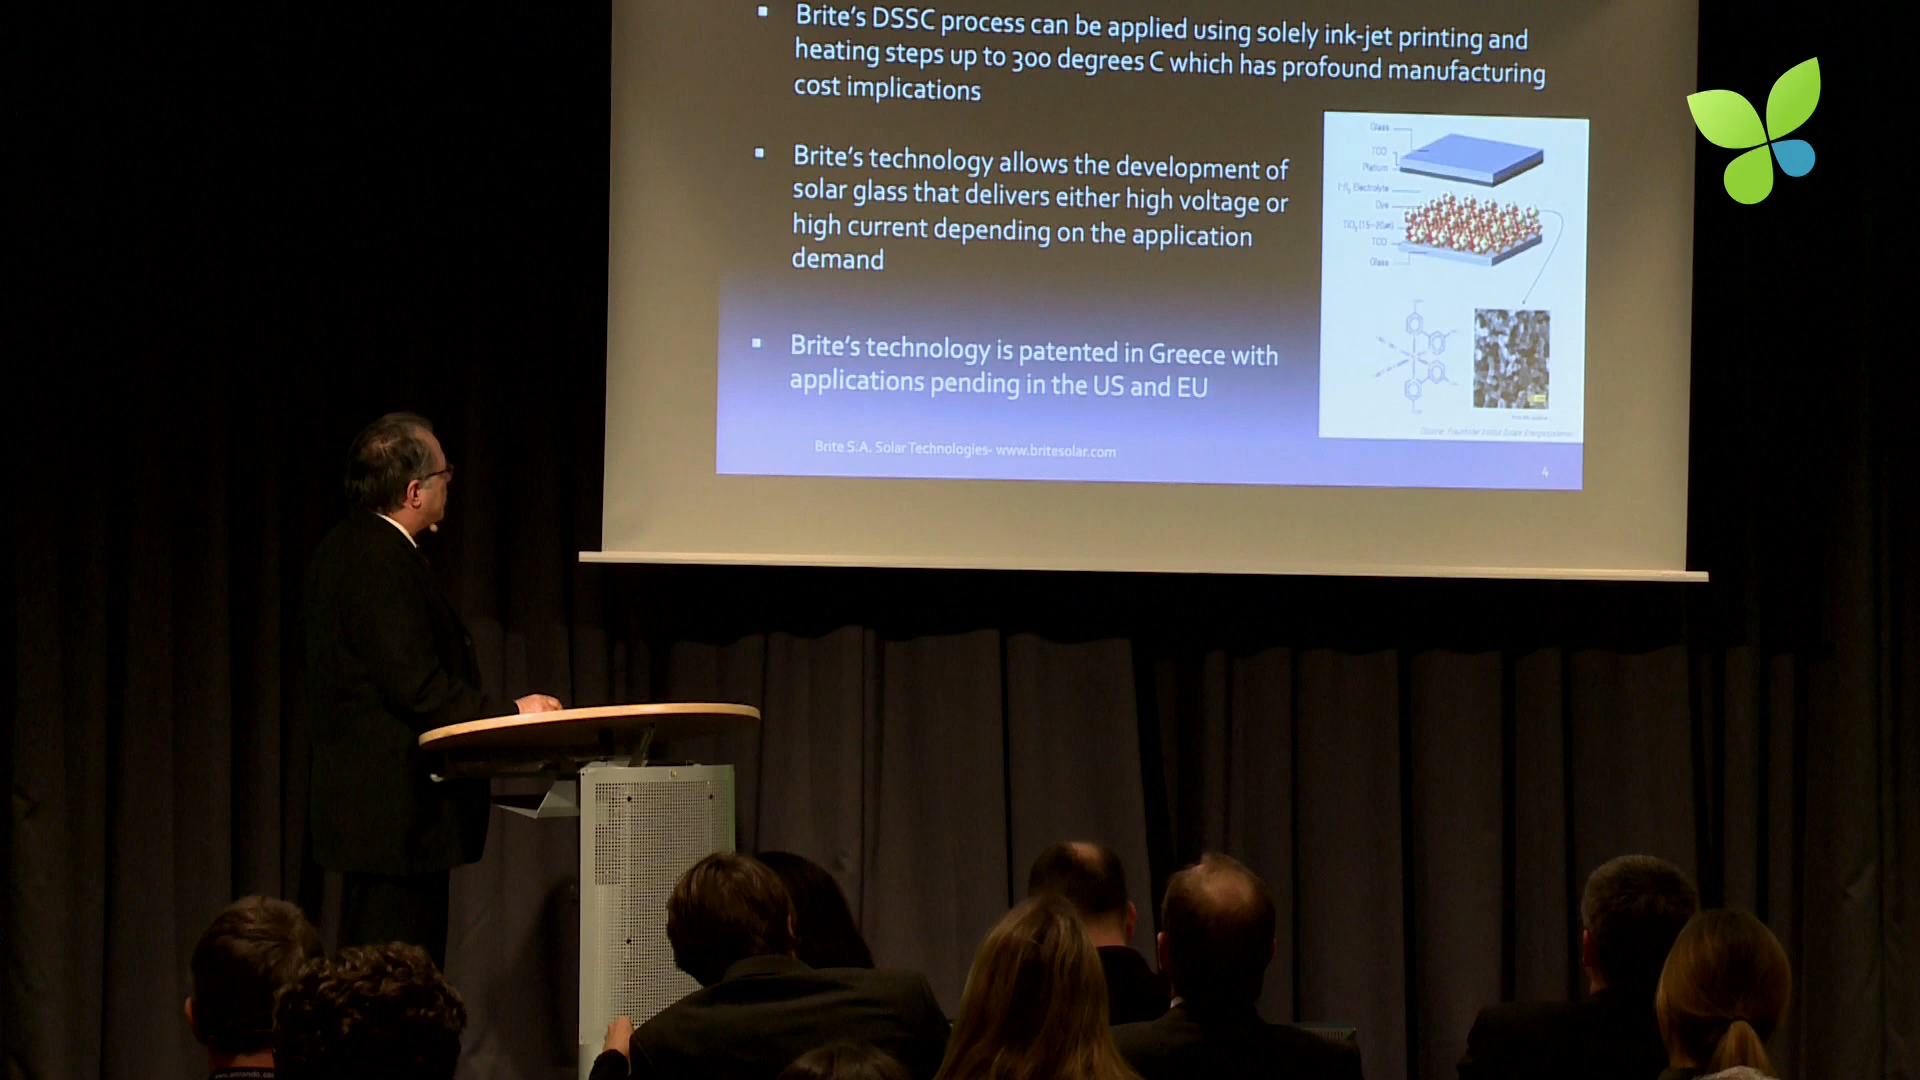 Brite's DSSC process can be applied using solely ink-jet printing and
heating steps up to 300 degrees C which has profound manufacturing
cost implications
Brite's technology allows the development of
solar glass that delivers either high voltage or
high current depending on the application
demand
Brite's technology is patented in Greece with
applications pending in the US and EU
Glass
TCO
Platium
Electrolyte
Dye
TCO
Glass
Brite S.A. Solar Technologies- www.britesolar.com
4